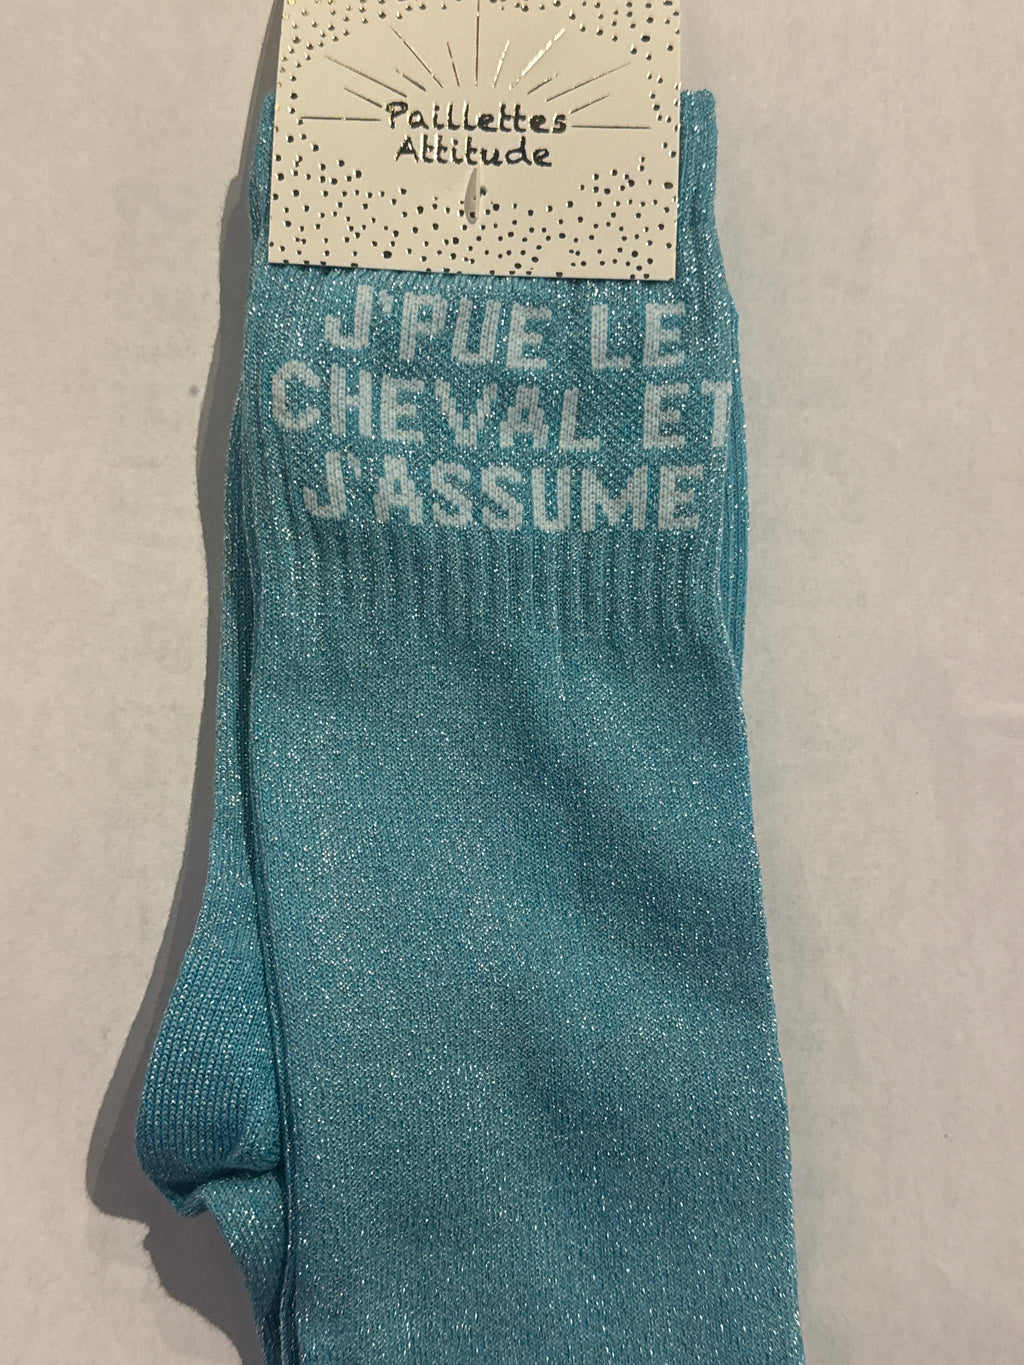 Paillettes
Attitude
J'PUE LE
CHEVAL ET
J'ASSUME